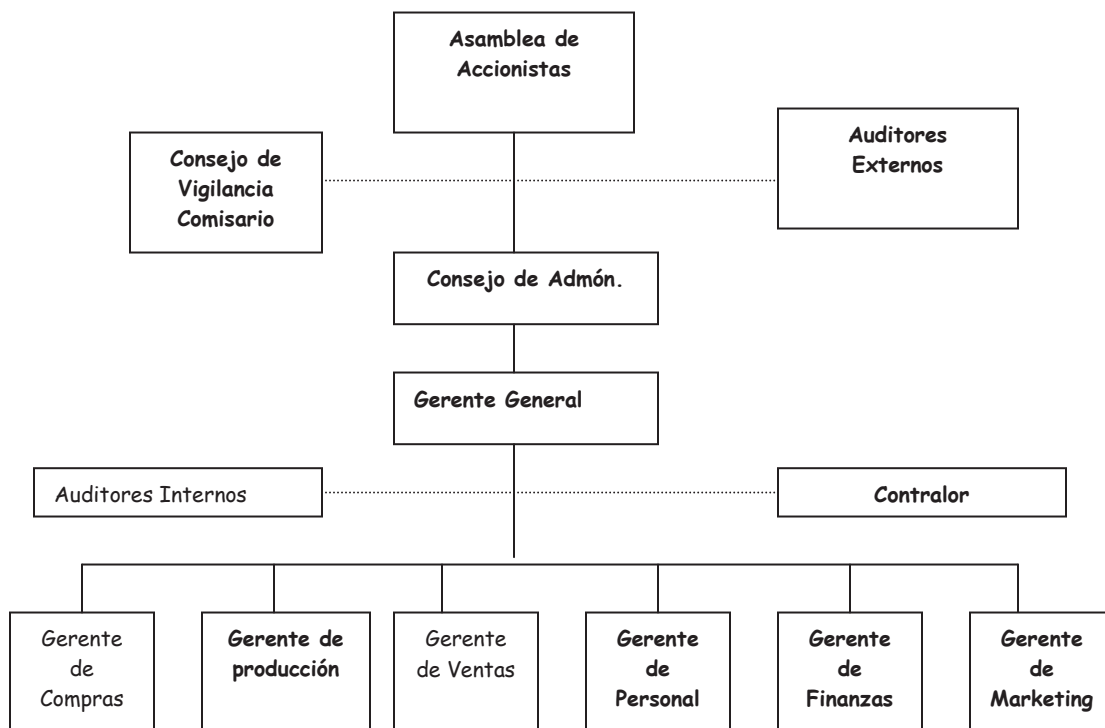 Asamblea de
Accionistas
Auditores
Externos
Consejo de
Vigilancia
Comisario
Consejo de Admón.
Gerente General
Auditores Internos
Contralor
Gerente
de
Compras
Gerente de
producción
Gerente
de Ventas
Gerente
de
Personal
Gerente
de
Finanzas
Gerente
de
Marketing